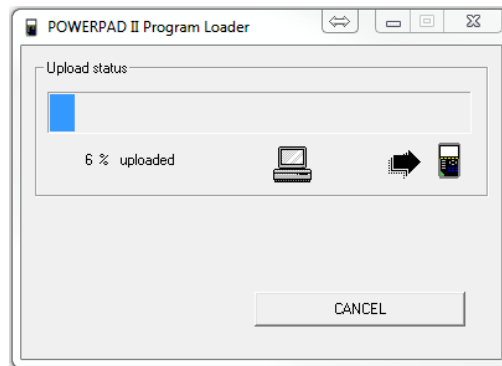 POWERPAD II Program Loader
Upload status
6 % uploaded
CANCEL